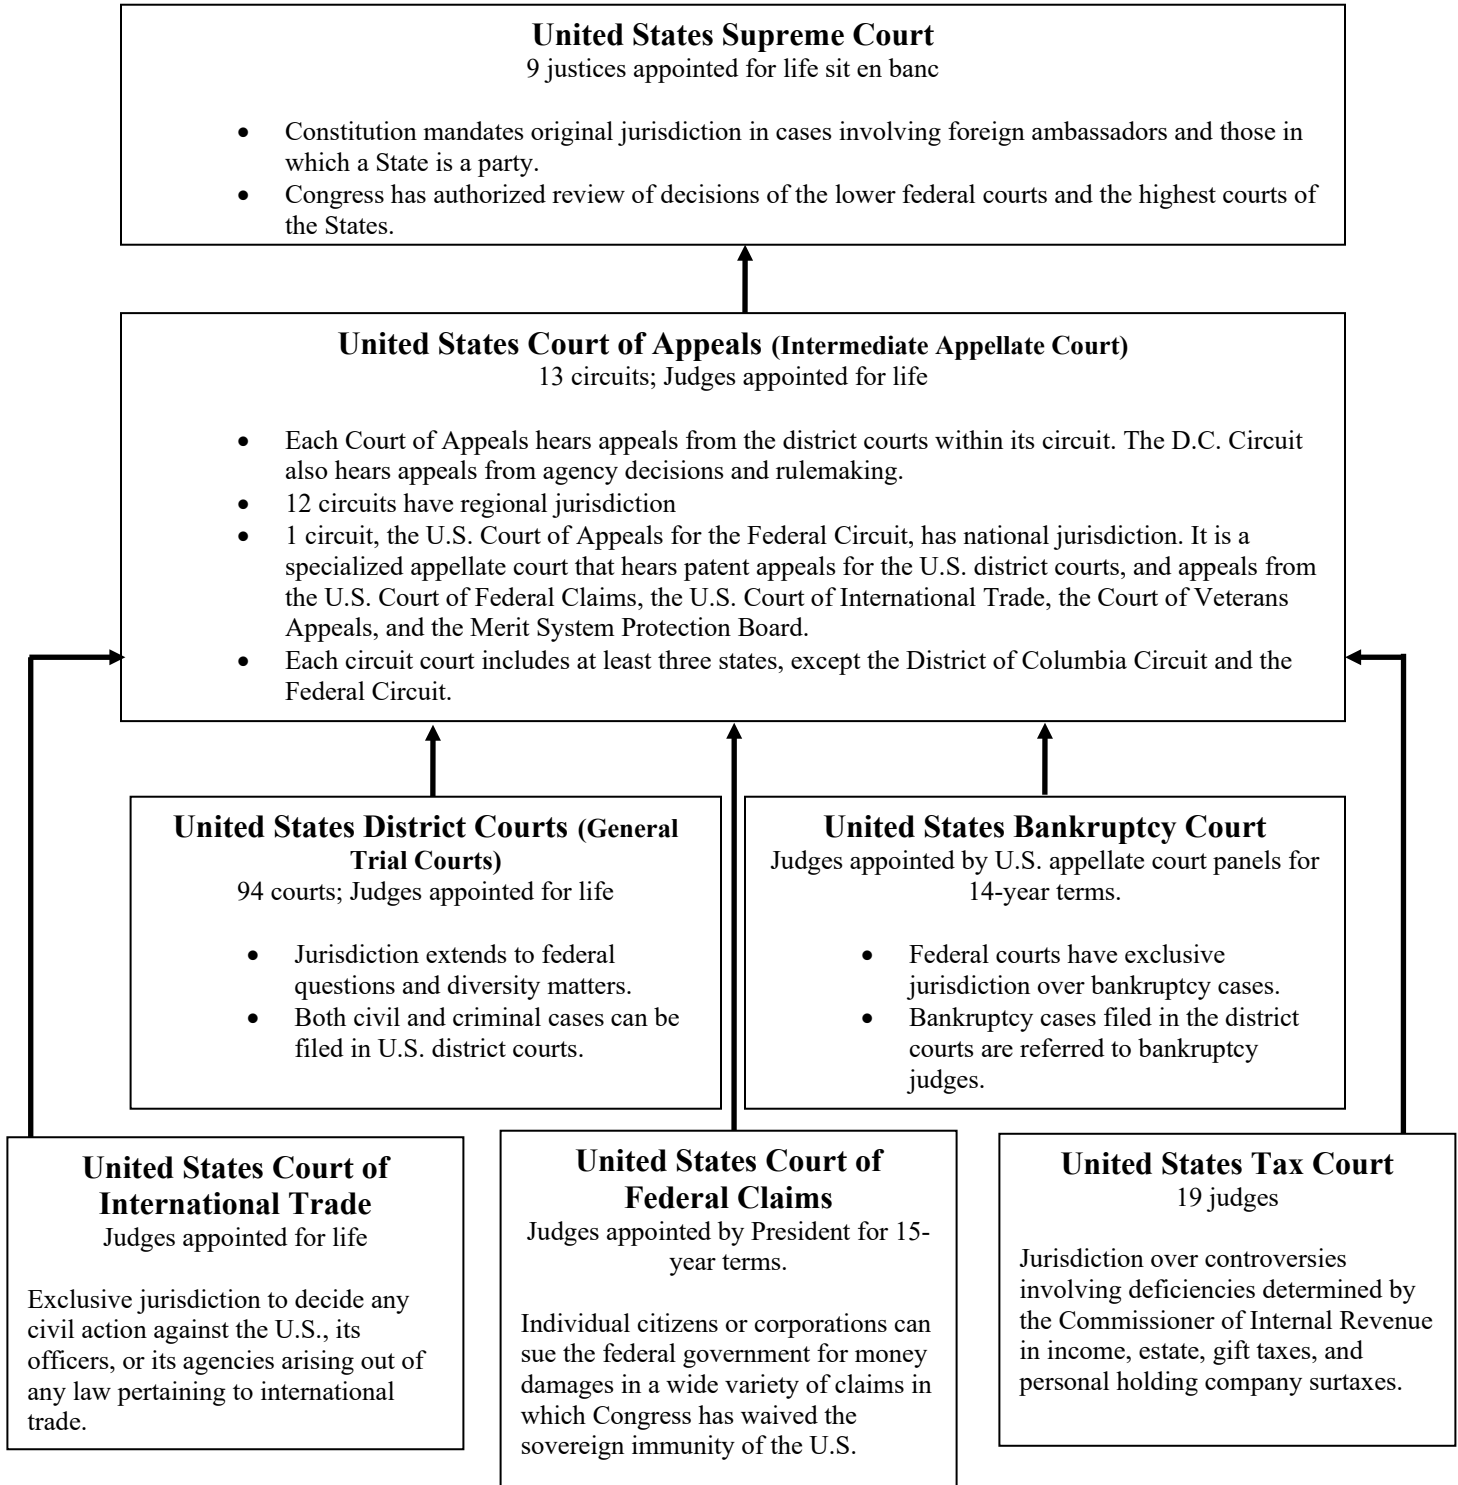 United States Supreme Court
9 justices appointed for life sit en banc
• Constitution mandates original jurisdiction in cases involving foreign ambassadors and those in
which a State is a party.
• Congress has authorized review of decisions of the lower federal courts and the highest courts of
the States.
United States Court of Appeals (Intermediate Appellate Court)
13 circuits; Judges appointed for life
• Each Court of Appeals hears appeals from the district courts within its circuit. The D.C. Circuit
also hears appeals from agency decisions and rulemaking.
• 12 circuits have regional jurisdiction
• 1 circuit, the U.S. Court of Appeals for the Federal Circuit, has national jurisdiction. It is a
specialized appellate court that hears patent appeals for the U.S. district courts, and appeals from
the U.S. Court of Federal Claims, the U.S. Court of International Trade, the Court of Veterans
Appeals, and the Merit System Protection Board.
• Each circuit court includes at least three states, except the District of Columbia Circuit and the
Federal Circuit.
United States District Courts (General
Trial Courts)
94 courts; Judges appointed for life
• Jurisdiction extends to federal
questions and diversity matters.
• Both civil and criminal cases can be
filed in U.S. district courts.
United States Bankruptcy Court
Judges appointed by U.S. appellate court panels for
14-year terms.
• Federal courts have exclusive
jurisdiction over bankruptcy cases.
• Bankruptcy cases filed in the district
courts are referred to bankruptcy
judges.
United States Court of
International Trade
Judges appointed for life
Exclusive jurisdiction to decide any
civil action against the U.S., its
officers, or its agencies arising out of
any law pertaining to international
trade.
United States Court of
Federal Claims
Judges appointed by President for 15-
year terms.
Individual citizens or corporations can
sue the federal government for money
damages in a wide variety of claims in
which Congress has waived the
sovereign immunity of the U.S.
United States Tax Court
19 judges
Jurisdiction over controversies
involving deficiencies determined by
the Commissioner of Internal Revenue
in income, estate, gift taxes, and
personal holding company surtaxes.